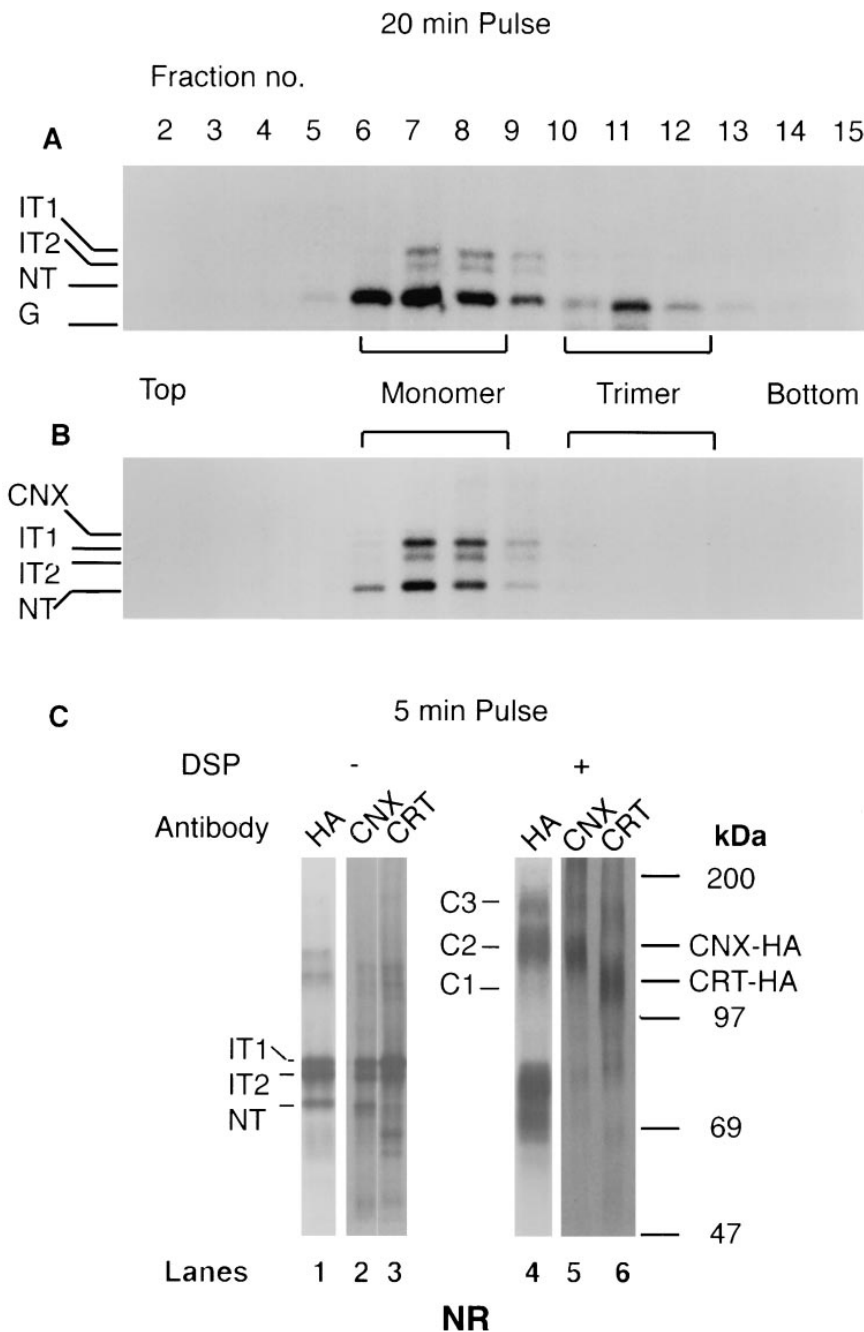 20 min Pulse
Fraction no.
2 3 4 5 6 7 8 9 10 11 12 13 14 15
A
IT1
IT2
NT
G
Top Monomer Trimer Bottom
B
CNX
IT1
IT2
NT
C 5 min Pulse
DSP - +
Antibody HA CNX CRT HA CNX CRT kDa
200
C3
C2 CNX-HA
C1 CRT-HA
97
IT1
IT2
NT
69
47
Lanes 1 2 3 4 5 6
NR